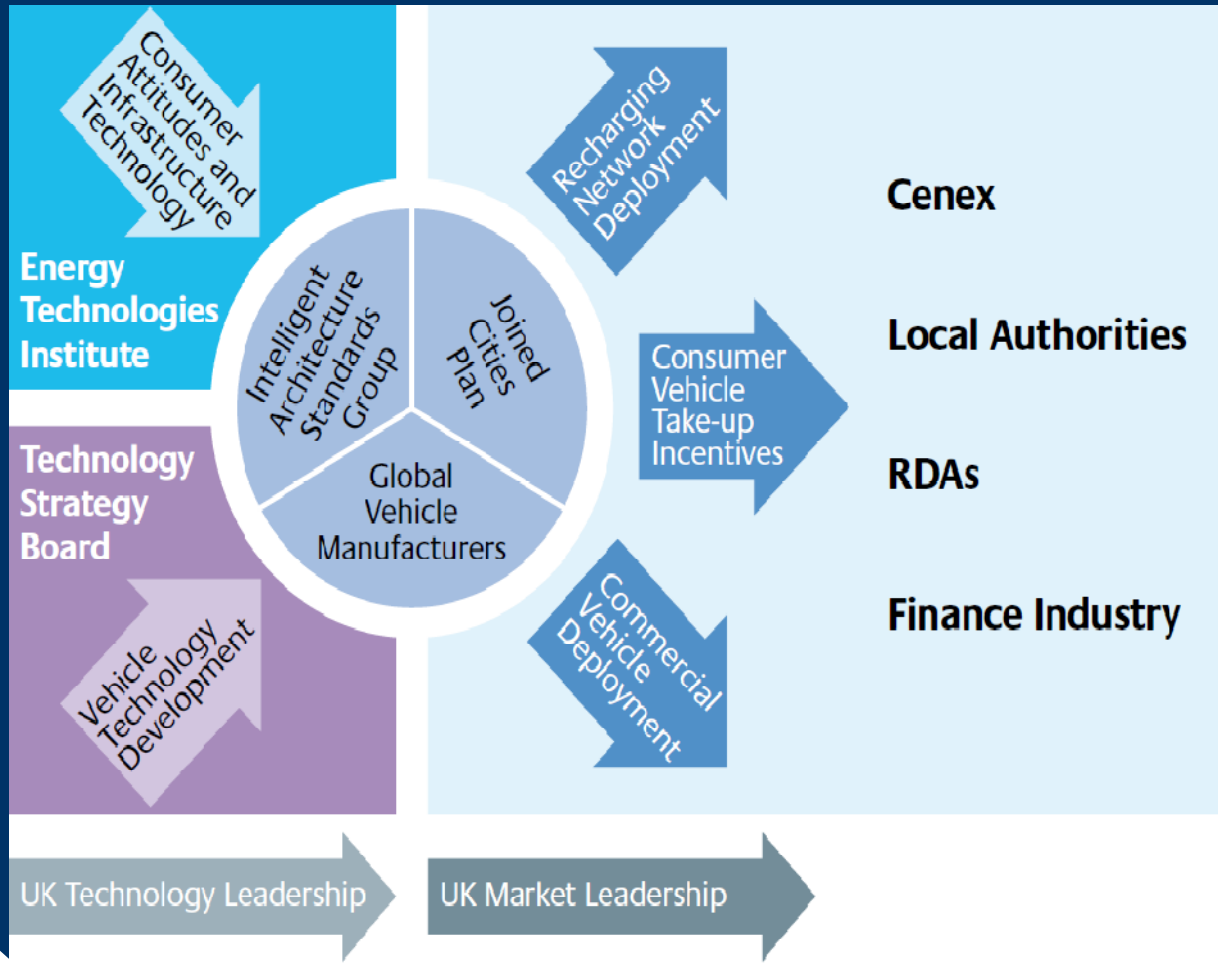 Consumer
Attitudes and
Infrastructure
Technology
Energy
Technologies
Institute
Technology
Strategy
Board
Vehicle
Technology
Development
Intelligent
Architecture
Standards
Group
Joined
Cities
Plan
Global
Vehicle
Manufacturers
Recharging
Network
Deployment
Consumer
Vehicle
Take-up
Incentives
Commercial
Vehicle
Deployment
Cenex
Local Authorities
RDAs
Finance Industry
UK Technology Leadership
UK Market Leadership